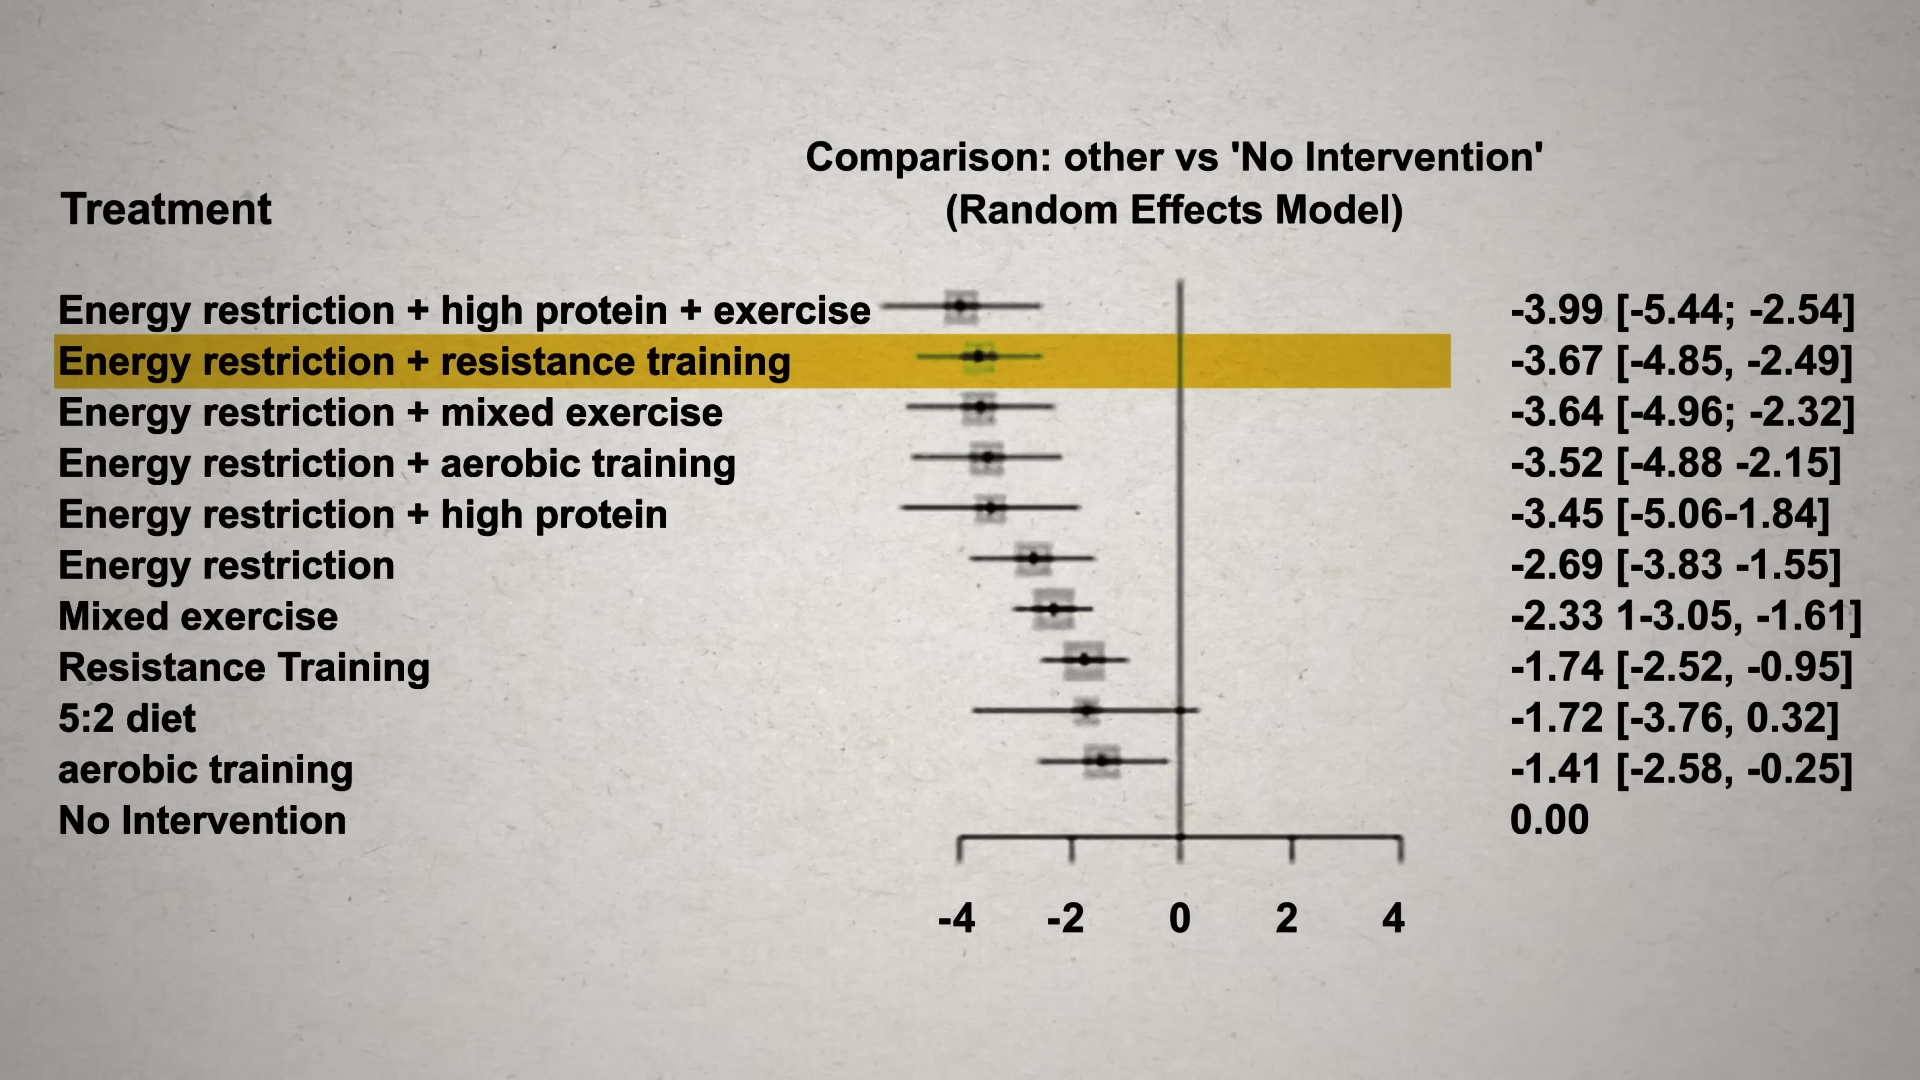 Comparison: other vs 'No Intervention'
Treatment
(Random Effects Model)
Energy restriction + high protein + exercise -3.99 [-5.44; -2.54]
Energy restriction + resistance training -3.67 [-4.85, -2.49]
Energy restriction + mixed exercise -3.64 [-4.96; -2.32]
Energy restriction + aerobic training -3.52 [-4.88 -2.15]
Energy restriction + high protein -3.45 [-5.06-1.84]
Energy restriction -2.69 [-3.83 -1.55]
Mixed exercise -2.33 1-3.05, -1.61]
Resistance Training -1.74 [-2.52, -0.95]
5:2 diet -1.72 [-3.76, 0.32]
aerobic training -1.41 [-2.58, -0.25]
No Intervention 0.00
-4 -2 0 2 4